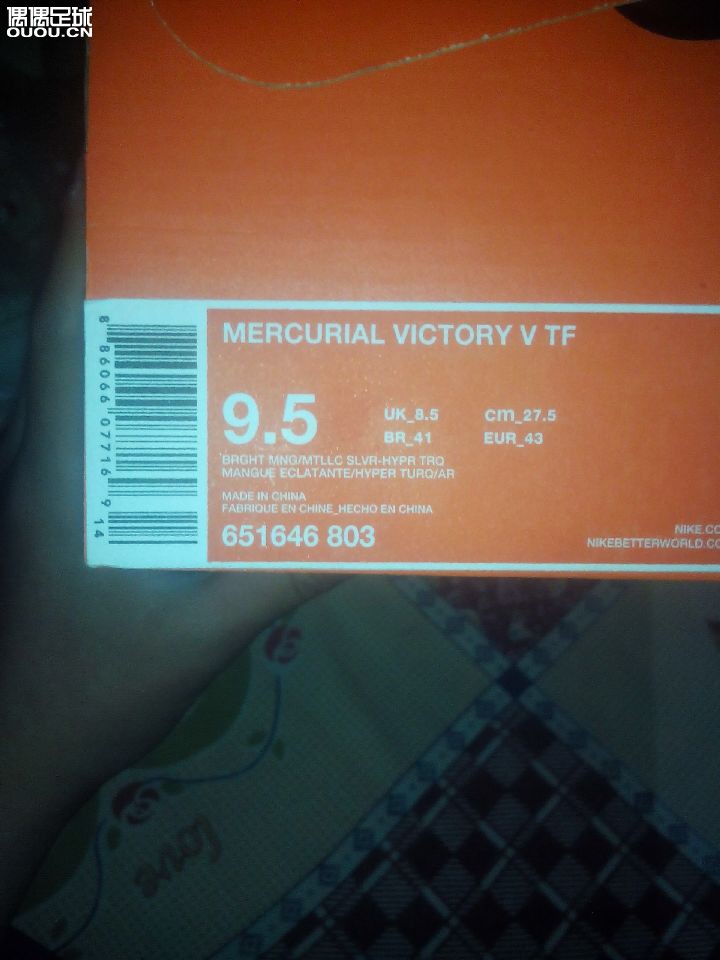 偶偶足球
OUOU.CN
MERCURIAL VICTORY V TF
9.5
UK_8.5 cm_27.5
BR_41 EUR_43
BRGHT MNG/MTLLC SLVR-HYPR TRQ
MANGUE ECLATANTE/HYPER TURQ/AR
MADE IN CHINA
FABRIQUE EN CHINE_HECHO EN CHINA
651646 803
NIKE.CO
NIKEBETTERWORLD.CO
8 86066 07716 9 14
love